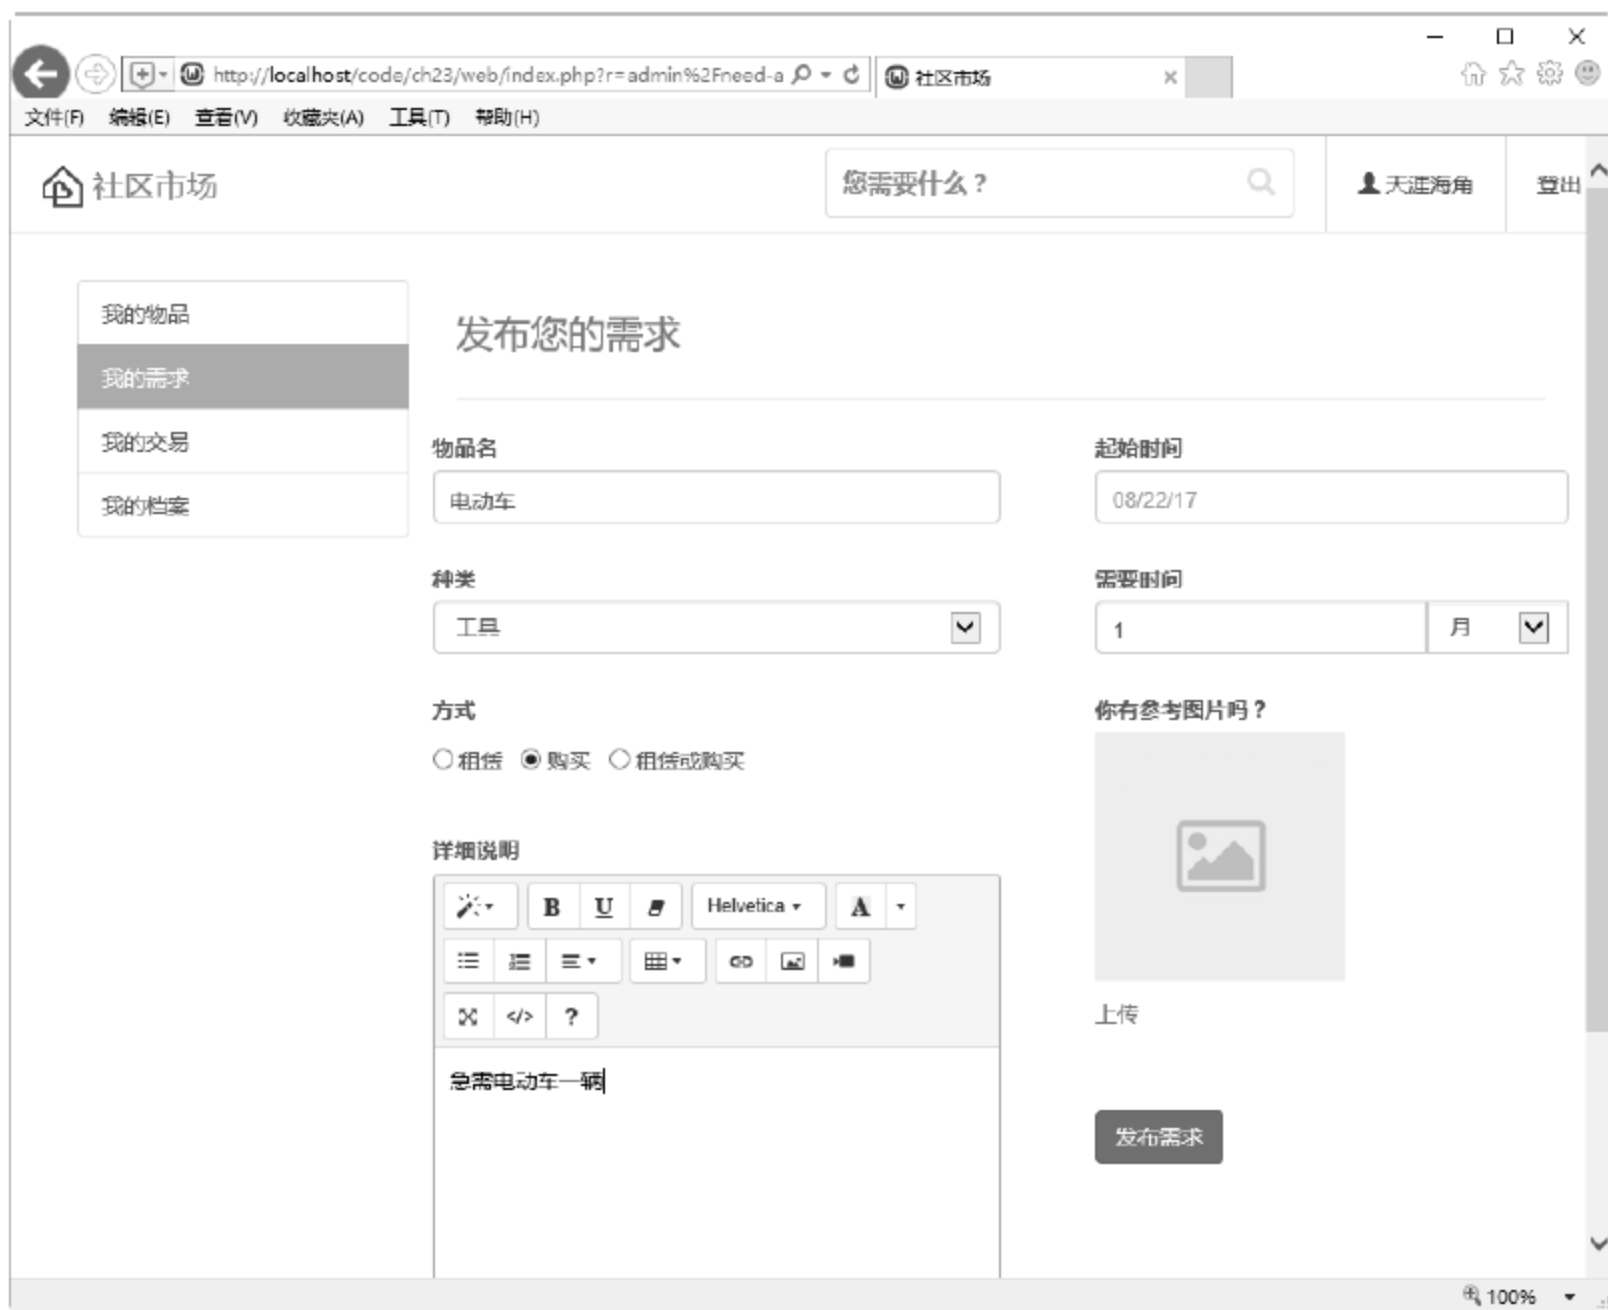 http://localhost/code/ch23/web/index.php?r=admin%2Fneed-a
社区市场
文件(F) 编辑(E) 查看(V) 收藏夹(A) 工具(T) 帮助(H)
社区市场
您需要什么？
天涯海角
登出
我的物品
我的需求
我的交易
我的档案
发布您的需求
物品名
电动车
起始时间
08/22/17
种类
工具
需要时间
1
月
方式
租赁 购买 租赁或购买
你有参考图片吗？
详细说明
B U Helvetica A
</> ?
急需电动车一辆
上传
发布需求
100%